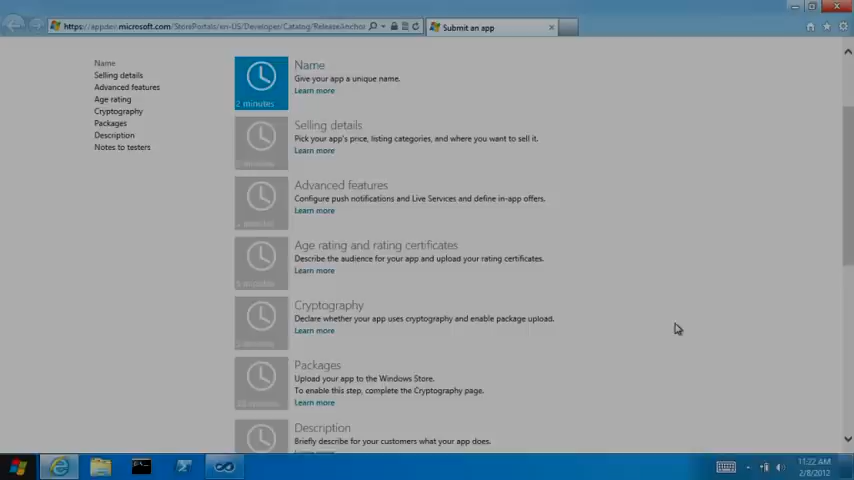 https://appdev.microsoft.com/StorePortals/en-US/Developer/Catalog/ReleaseAnchor
Submit an app
Name
Selling details
Advanced features
Age rating
Cryptography
Packages
Description
Notes to testers
2 minutes
Name
Give your app a unique name.
Learn more
Selling details
Pick your app's price, listing categories, and where you want to sell it.
Learn more
Advanced features
Configure push notifications and Live Services and define in-app offers.
Learn more
5 minutes
Age rating and rating certificates
Describe the audience for your app and upload your rating certificates.
Learn more
Cryptography
Declare whether your app uses cryptography and enable package upload.
Learn more
Packages
Upload your app to the Windows Store.
To enable this step, complete the Cryptography page.
Learn more
Description
Briefly describe for your customers what your app does.
11:22 AM
2/8/2012